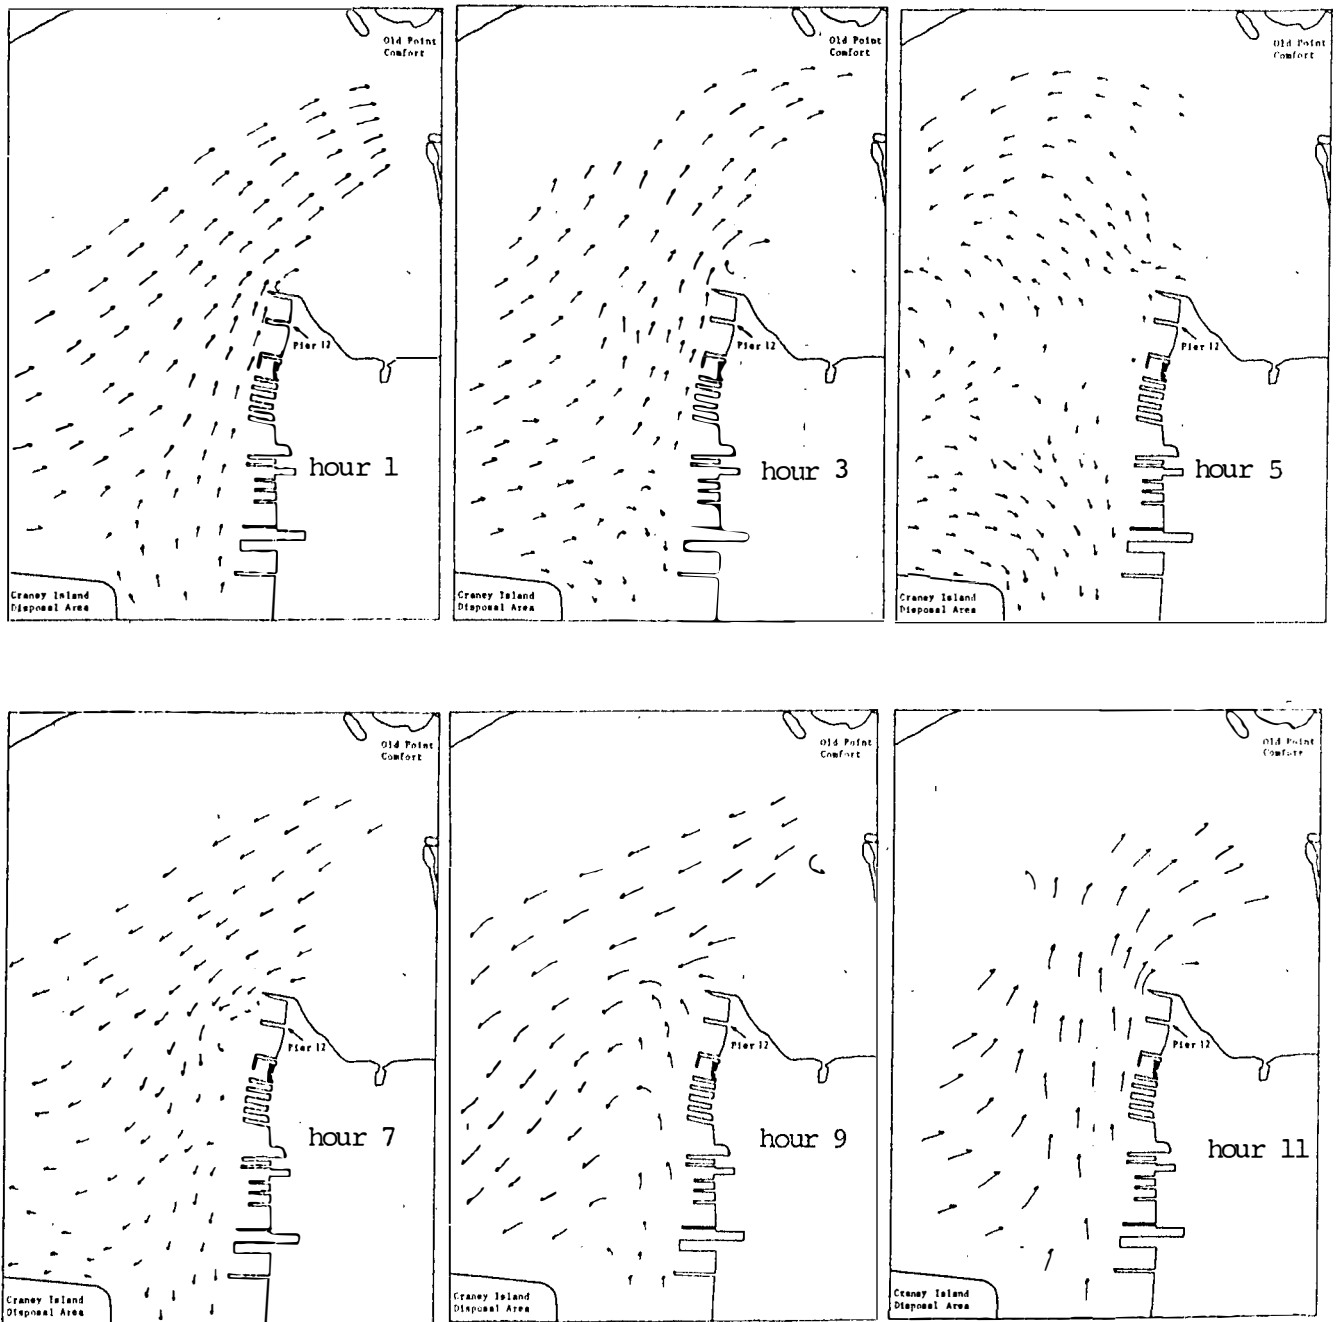 Old Point
Comfort
Pier 12
hour 1
Craney Island
Disposal Area
Old Point
Comfort
Pier 12
hour 3
Craney Island
Disposal Area
Old Point
Comfort
Pier 12
hour 5
Craney Island
Disposal Area
Old Point
Comfort
Pier 12
hour 7
Craney Island
Disposal Area
Old Point
Comfort
Pier 12
hour 9
Craney Island
Disposal Area
Old Point
Comfort
Pier 12
hour 11
Craney Island
Disposal Area